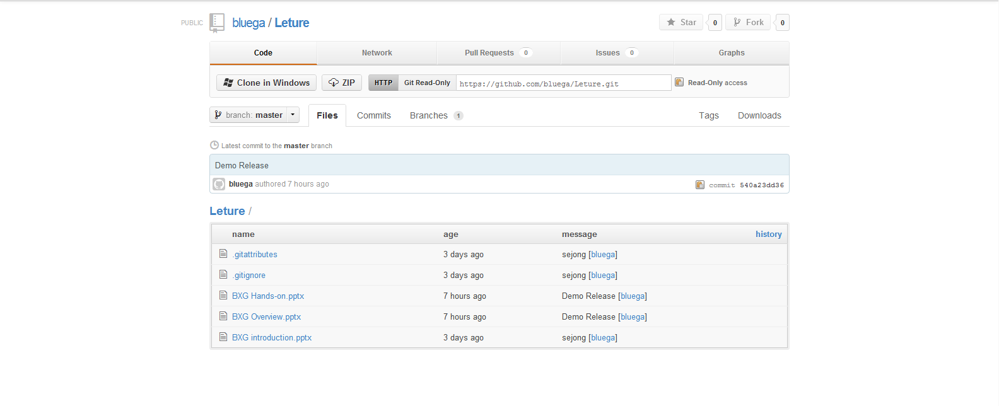 PUBLIC bluega / Leture Star 0 Fork 0
Code Network Pull Requests 0 Issues 0 Graphs
Clone in Windows ZIP HTTP Git Read-Only https://github.com/bluega/Leture.git Read-Only access
branch: master Files Commits Branches 1 Tags Downloads
Latest commit to the master branch
Demo Release
bluega authored 7 hours ago commit 540a23dd36
Leture /
name age message history
.gitattributes 3 days ago sejong [bluega]
.gitignore 3 days ago sejong [bluega]
BXG Hands-on.pptx 7 hours ago Demo Release [bluega]
BXG Overview.pptx 7 hours ago Demo Release [bluega]
BXG introduction.pptx 3 days ago sejong [bluega]